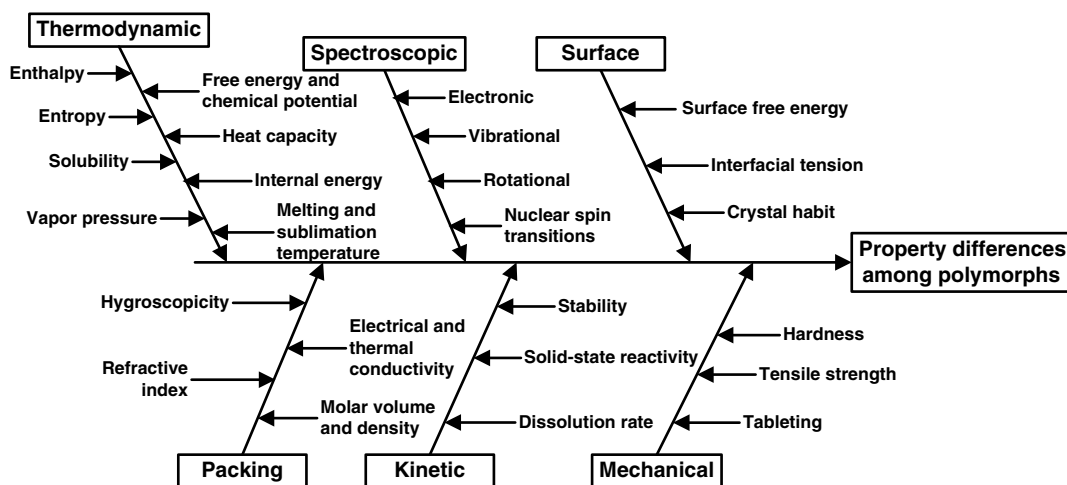 Thermodynamic
Spectroscopic
Surface
Enthalpy
Free energy and
chemical potential
Entropy
Heat capacity
Solubility
Internal energy
Vapor pressure
Melting and
sublimation
temperature
Electronic
Vibrational
Rotational
Nuclear spin
transitions
Surface free energy
Interfacial tension
Crystal habit
Property differences
among polymorphs
Hygroscopicity
Electrical and
thermal
conductivity
Refractive
index
Molar volume
and density
Stability
Solid-state reactivity
Dissolution rate
Hardness
Tensile strength
Tableting
Packing
Kinetic
Mechanical